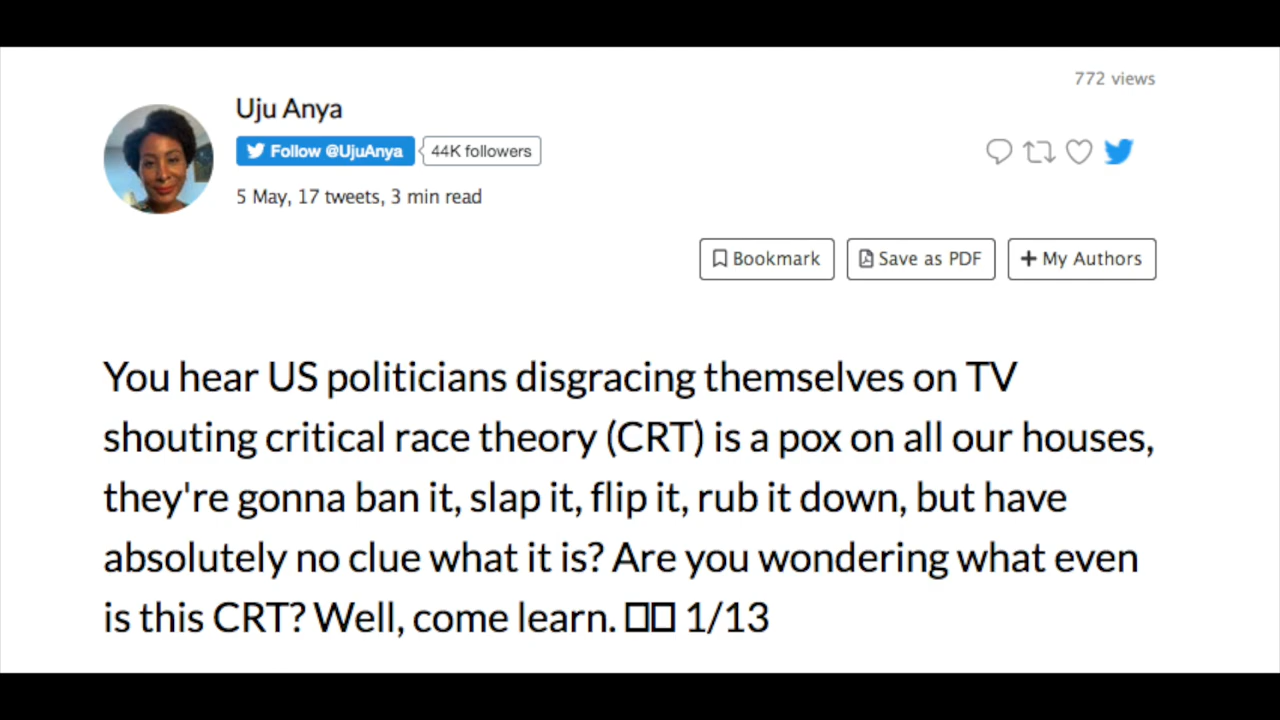 772 views
Uju Anya
Follow @UjuAnya 44K followers
5 May, 17 tweets, 3 min read
Bookmark Save as PDF My Authors
You hear US politicians disgracing themselves on TV
shouting critical race theory (CRT) is a pox on all our houses,
they're gonna ban it, slap it, flip it, rub it down, but have
absolutely no clue what it is? Are you wondering what even
is this CRT? Well, come learn. 1/13